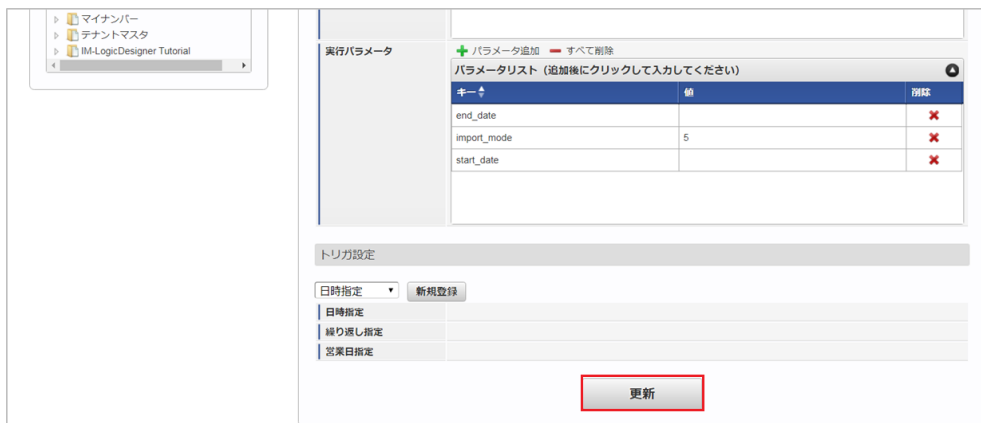 マイナンバー
テナントマスタ
IM-LogicDesigner Tutorial
実行パラメータ
パラメータ追加 すべて削除
パラメータリスト（追加後にクリックして入力してください）
キー 値 削除
end_date
import_mode 5
start_date
トリガ設定
日時指定 新規登録
日時指定
繰り返し指定
営業日指定
更新